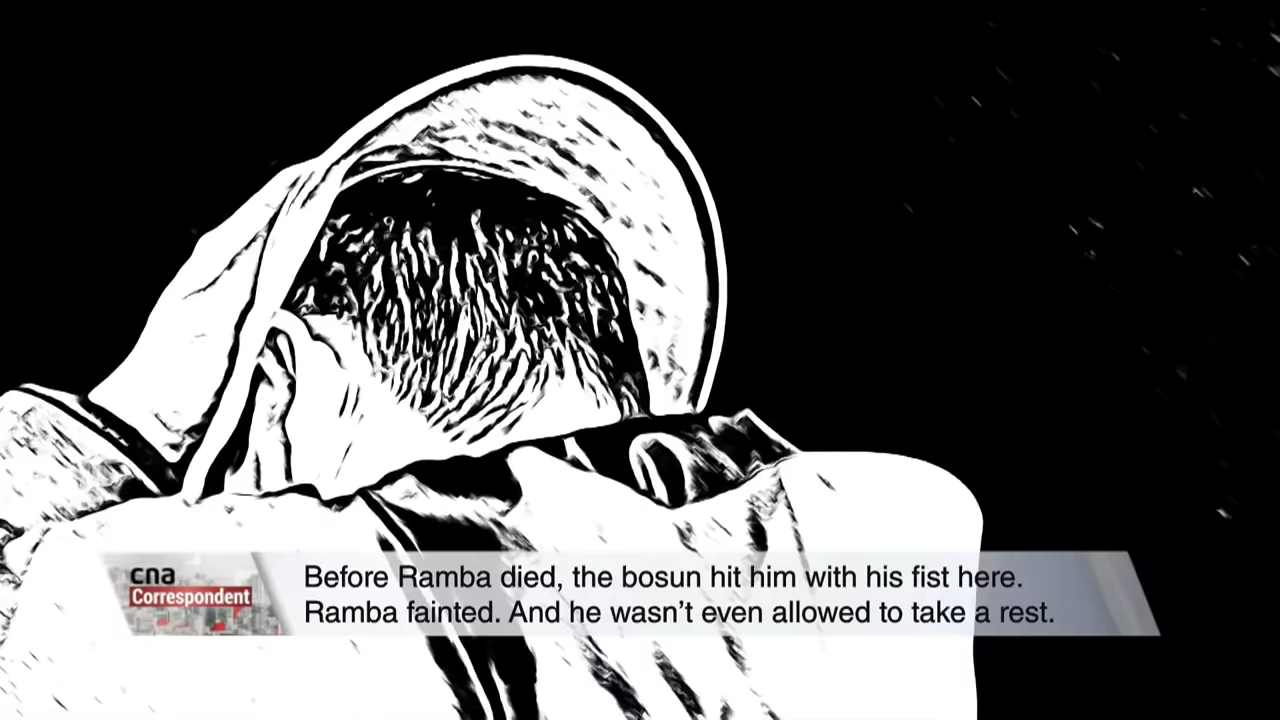 cna
Correspondent
Before Ramba died, the bosun hit him with his fist here.
Ramba fainted. And he wasn't even allowed to take a rest.